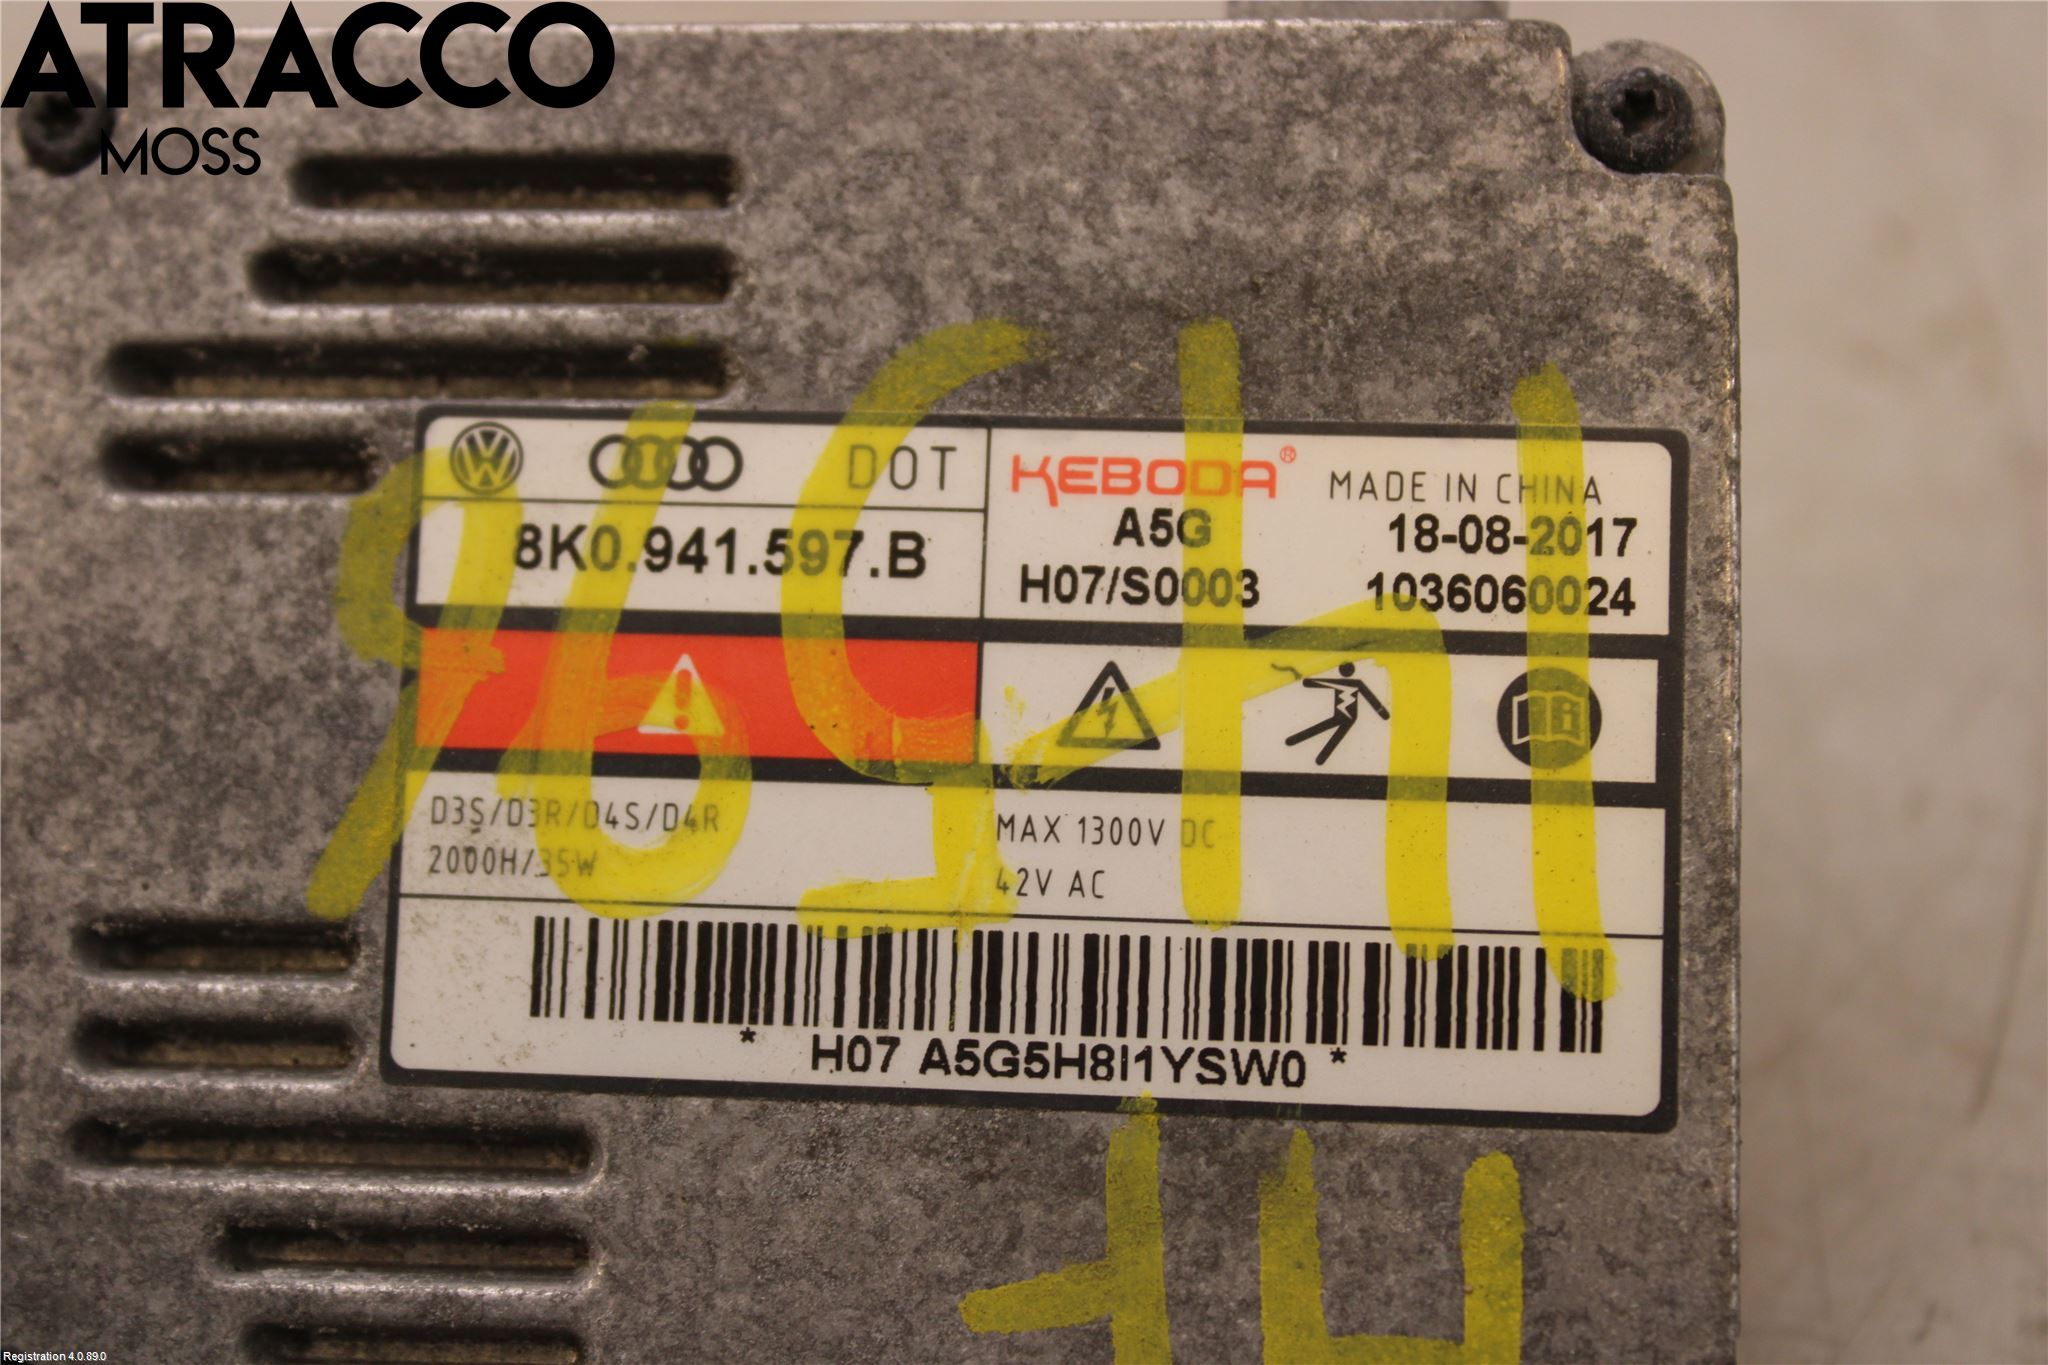 ATRACCO
MOSS
DOT
8K0.941.597.B
KEBODA®
MADE IN CHINA
A5G
18-08-2017
H07/S0003
1036060024
D3S/D3R/D4S/D4R
2000H/35W
MAX 1300V DC
42V AC
* H07 A5G5H8I1YSW0 *
Registration 4.0.89.0